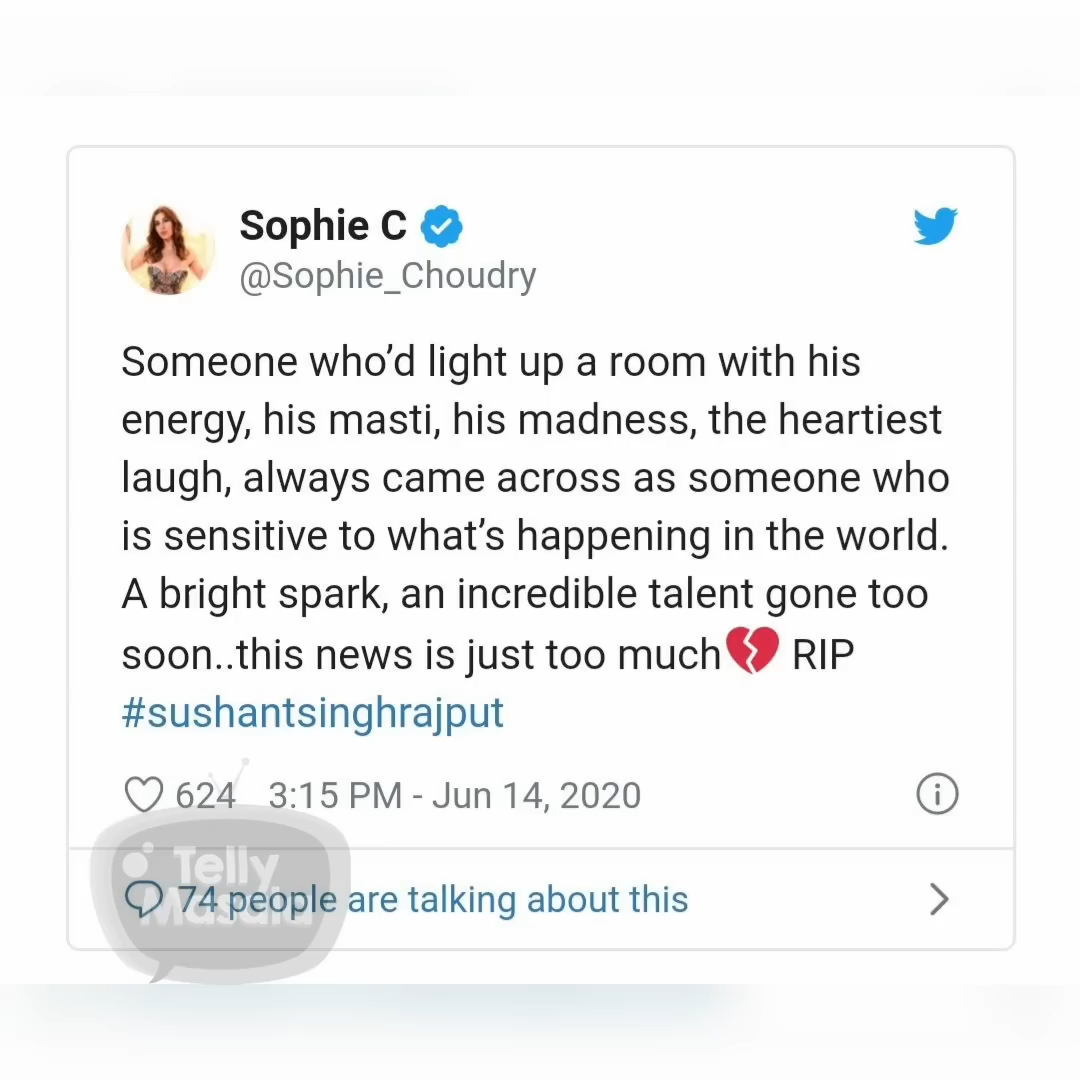 Sophie C
@Sophie_Choudry
Someone who’d light up a room with his
energy, his masti, his madness, the heartiest
laugh, always came across as someone who
is sensitive to what’s happening in the world.
A bright spark, an incredible talent gone too
soon..this news is just too much💔 RIP
#sushantsinghrajput
624 3:15 PM - Jun 14, 2020
Telly
Masala
74 people are talking about this